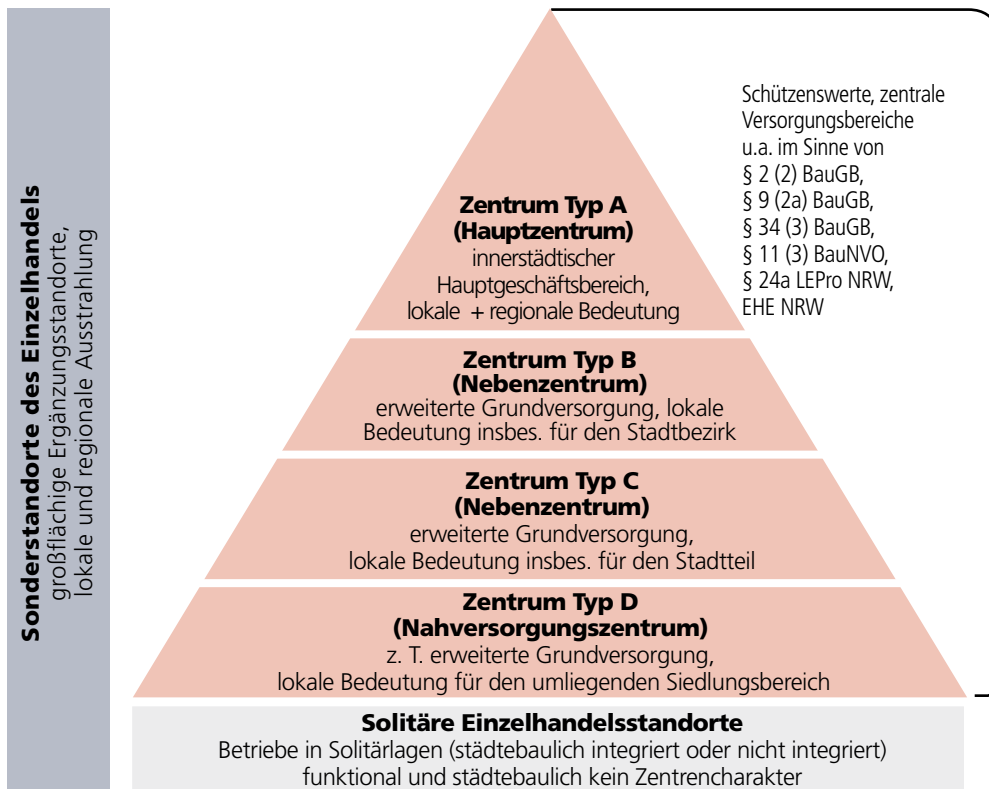 Sonderstandorte des Einzelhandels
großflächige Ergänzungsstandorte,
lokale und regionale Ausstrahlung
Zentrum Typ A
(Hauptzentrum)
innerstädtischer
Hauptgeschäftsbereich,
lokale + regionale Bedeutung
Schützenswerte, zentrale
Versorgungsbereiche
u.a. im Sinne von
§ 2 (2) BauGB,
§ 9 (2a) BauGB,
§ 34 (3) BauGB,
§ 11 (3) BauNVO,
§ 24a LEPro NRW,
EHE NRW
Zentrum Typ B
(Nebenzentrum)
erweiterte Grundversorgung, lokale
Bedeutung insbes. für den Stadtbezirk
Zentrum Typ C
(Nebenzentrum)
erweiterte Grundversorgung,
lokale Bedeutung insbes. für den Stadtteil
Zentrum Typ D
(Nahversorgungszentrum)
z. T. erweiterte Grundversorgung,
lokale Bedeutung für den umliegenden Siedlungsbereich
Solitäre Einzelhandelsstandorte
Betriebe in Solitärlagen (städtebaulich integriert oder nicht integriert)
funktional und städtebaulich kein Zentrencharakter